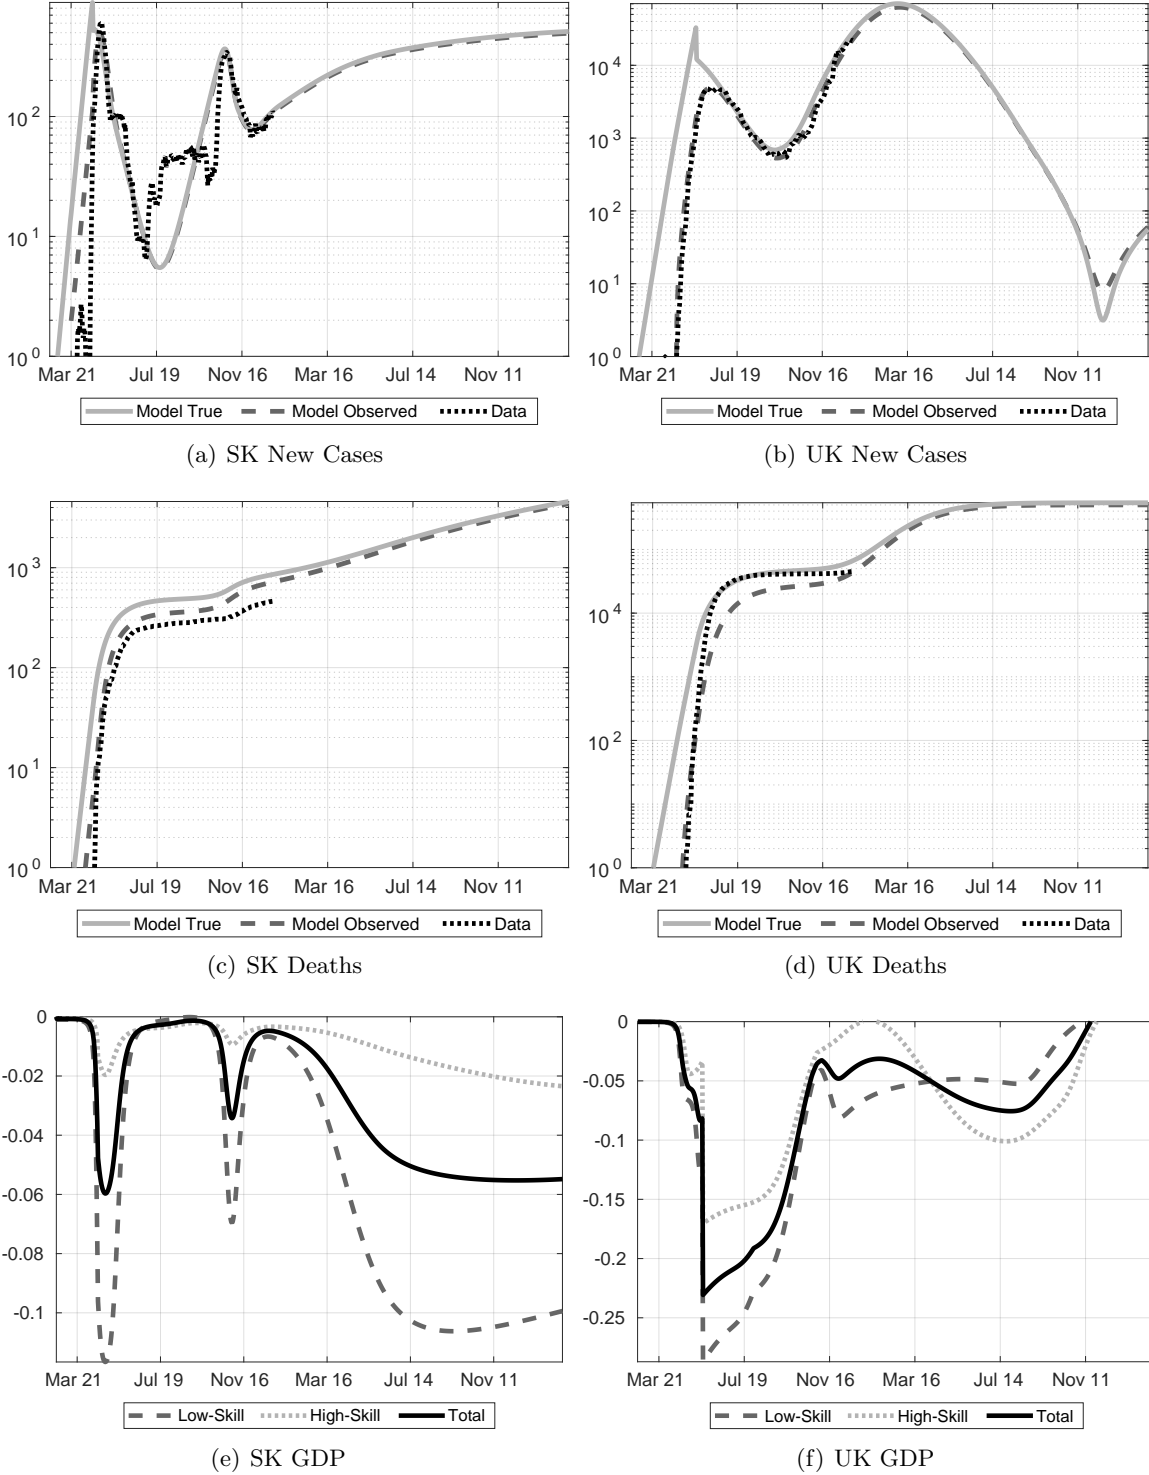 10 2
10 1
10 0
Mar 21 Jul 19 Nov 16 Mar 16 Jul 14 Nov 11
Model True Model Observed Data
(a) SK New Cases
10 4
10 3
10 2
10 1
10 0
Mar 21 Jul 19 Nov 16 Mar 16 Jul 14 Nov 11
Model True Model Observed Data
(b) UK New Cases
10 3
10 2
10 1
10 0
Mar 21 Jul 19 Nov 16 Mar 16 Jul 14 Nov 11
Model True Model Observed Data
(c) SK Deaths
10 4
10 2
10 0
Mar 21 Jul 19 Nov 16 Mar 16 Jul 14 Nov 11
Model True Model Observed Data
(d) UK Deaths
0
-0.02
-0.04
-0.06
-0.08
-0.1
Mar 21 Jul 19 Nov 16 Mar 16 Jul 14 Nov 11
Low-Skill High-Skill Total
(e) SK GDP
0
-0.05
-0.1
-0.15
-0.2
-0.25
Mar 21 Jul 19 Nov 16 Mar 16 Jul 14 Nov 11
Low-Skill High-Skill Total
(f) UK GDP